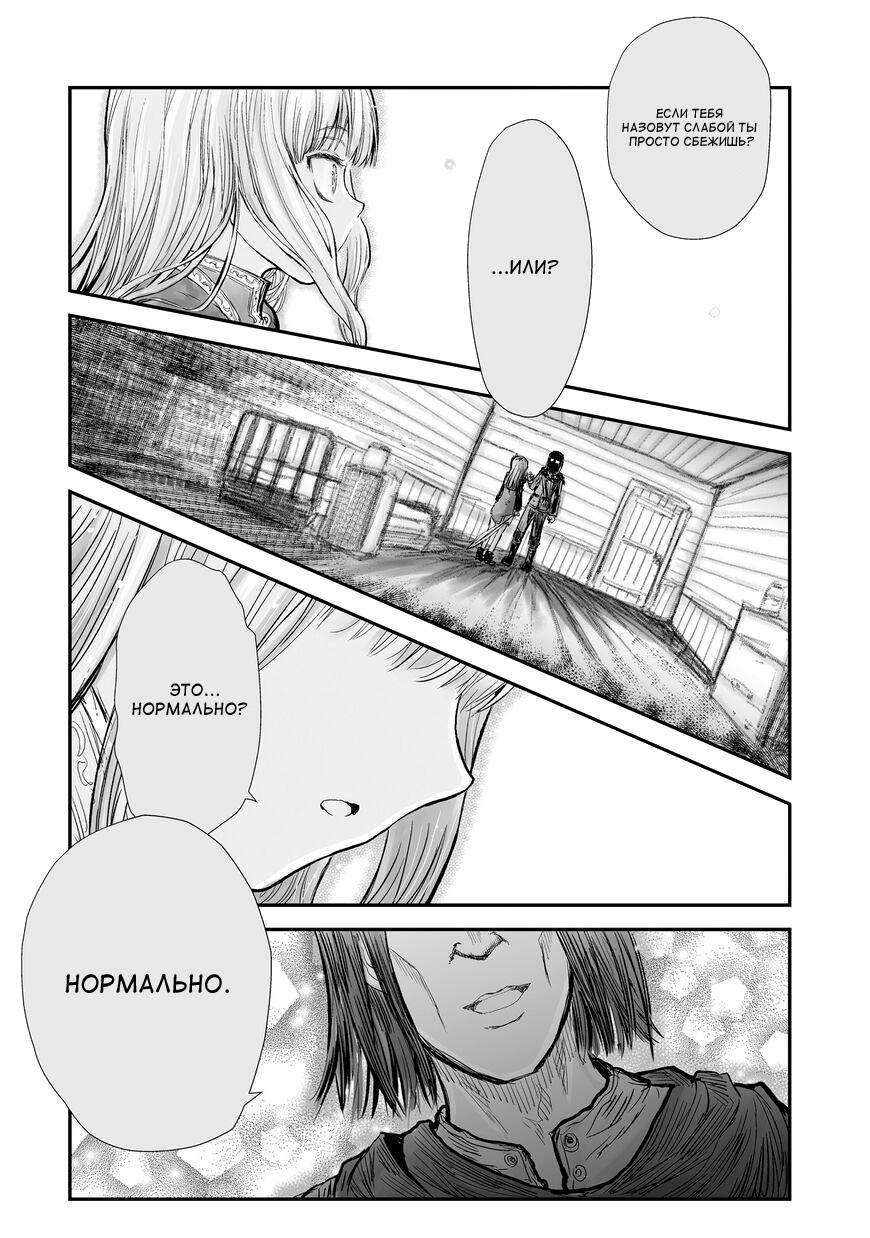 ЕСЛИ ТЕБЯ
НАЗОВУТ СЛАБОЙ ТЫ
ПРОСТО СБЕЖИШЬ?
...ИЛИ?
ЭТО...
НОРМАЛЬНО?
НОРМАЛЬНО.